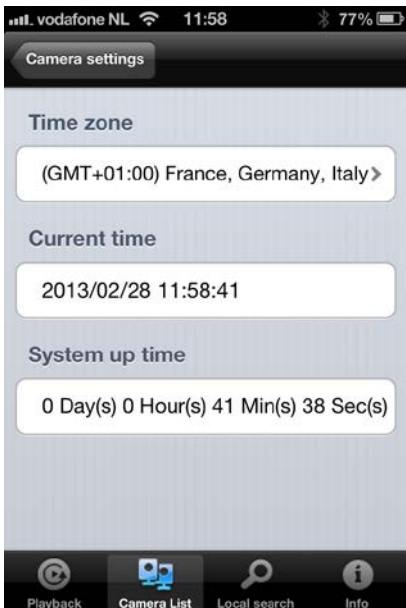 vodafone NL 11:58 77%
Camera settings
Time zone
(GMT+01:00) France, Germany, Italy
Current time
2013/02/28 11:58:41
System up time
0 Day(s) 0 Hour(s) 41 Min(s) 38 Sec(s)
Playback Camera List Local search Info